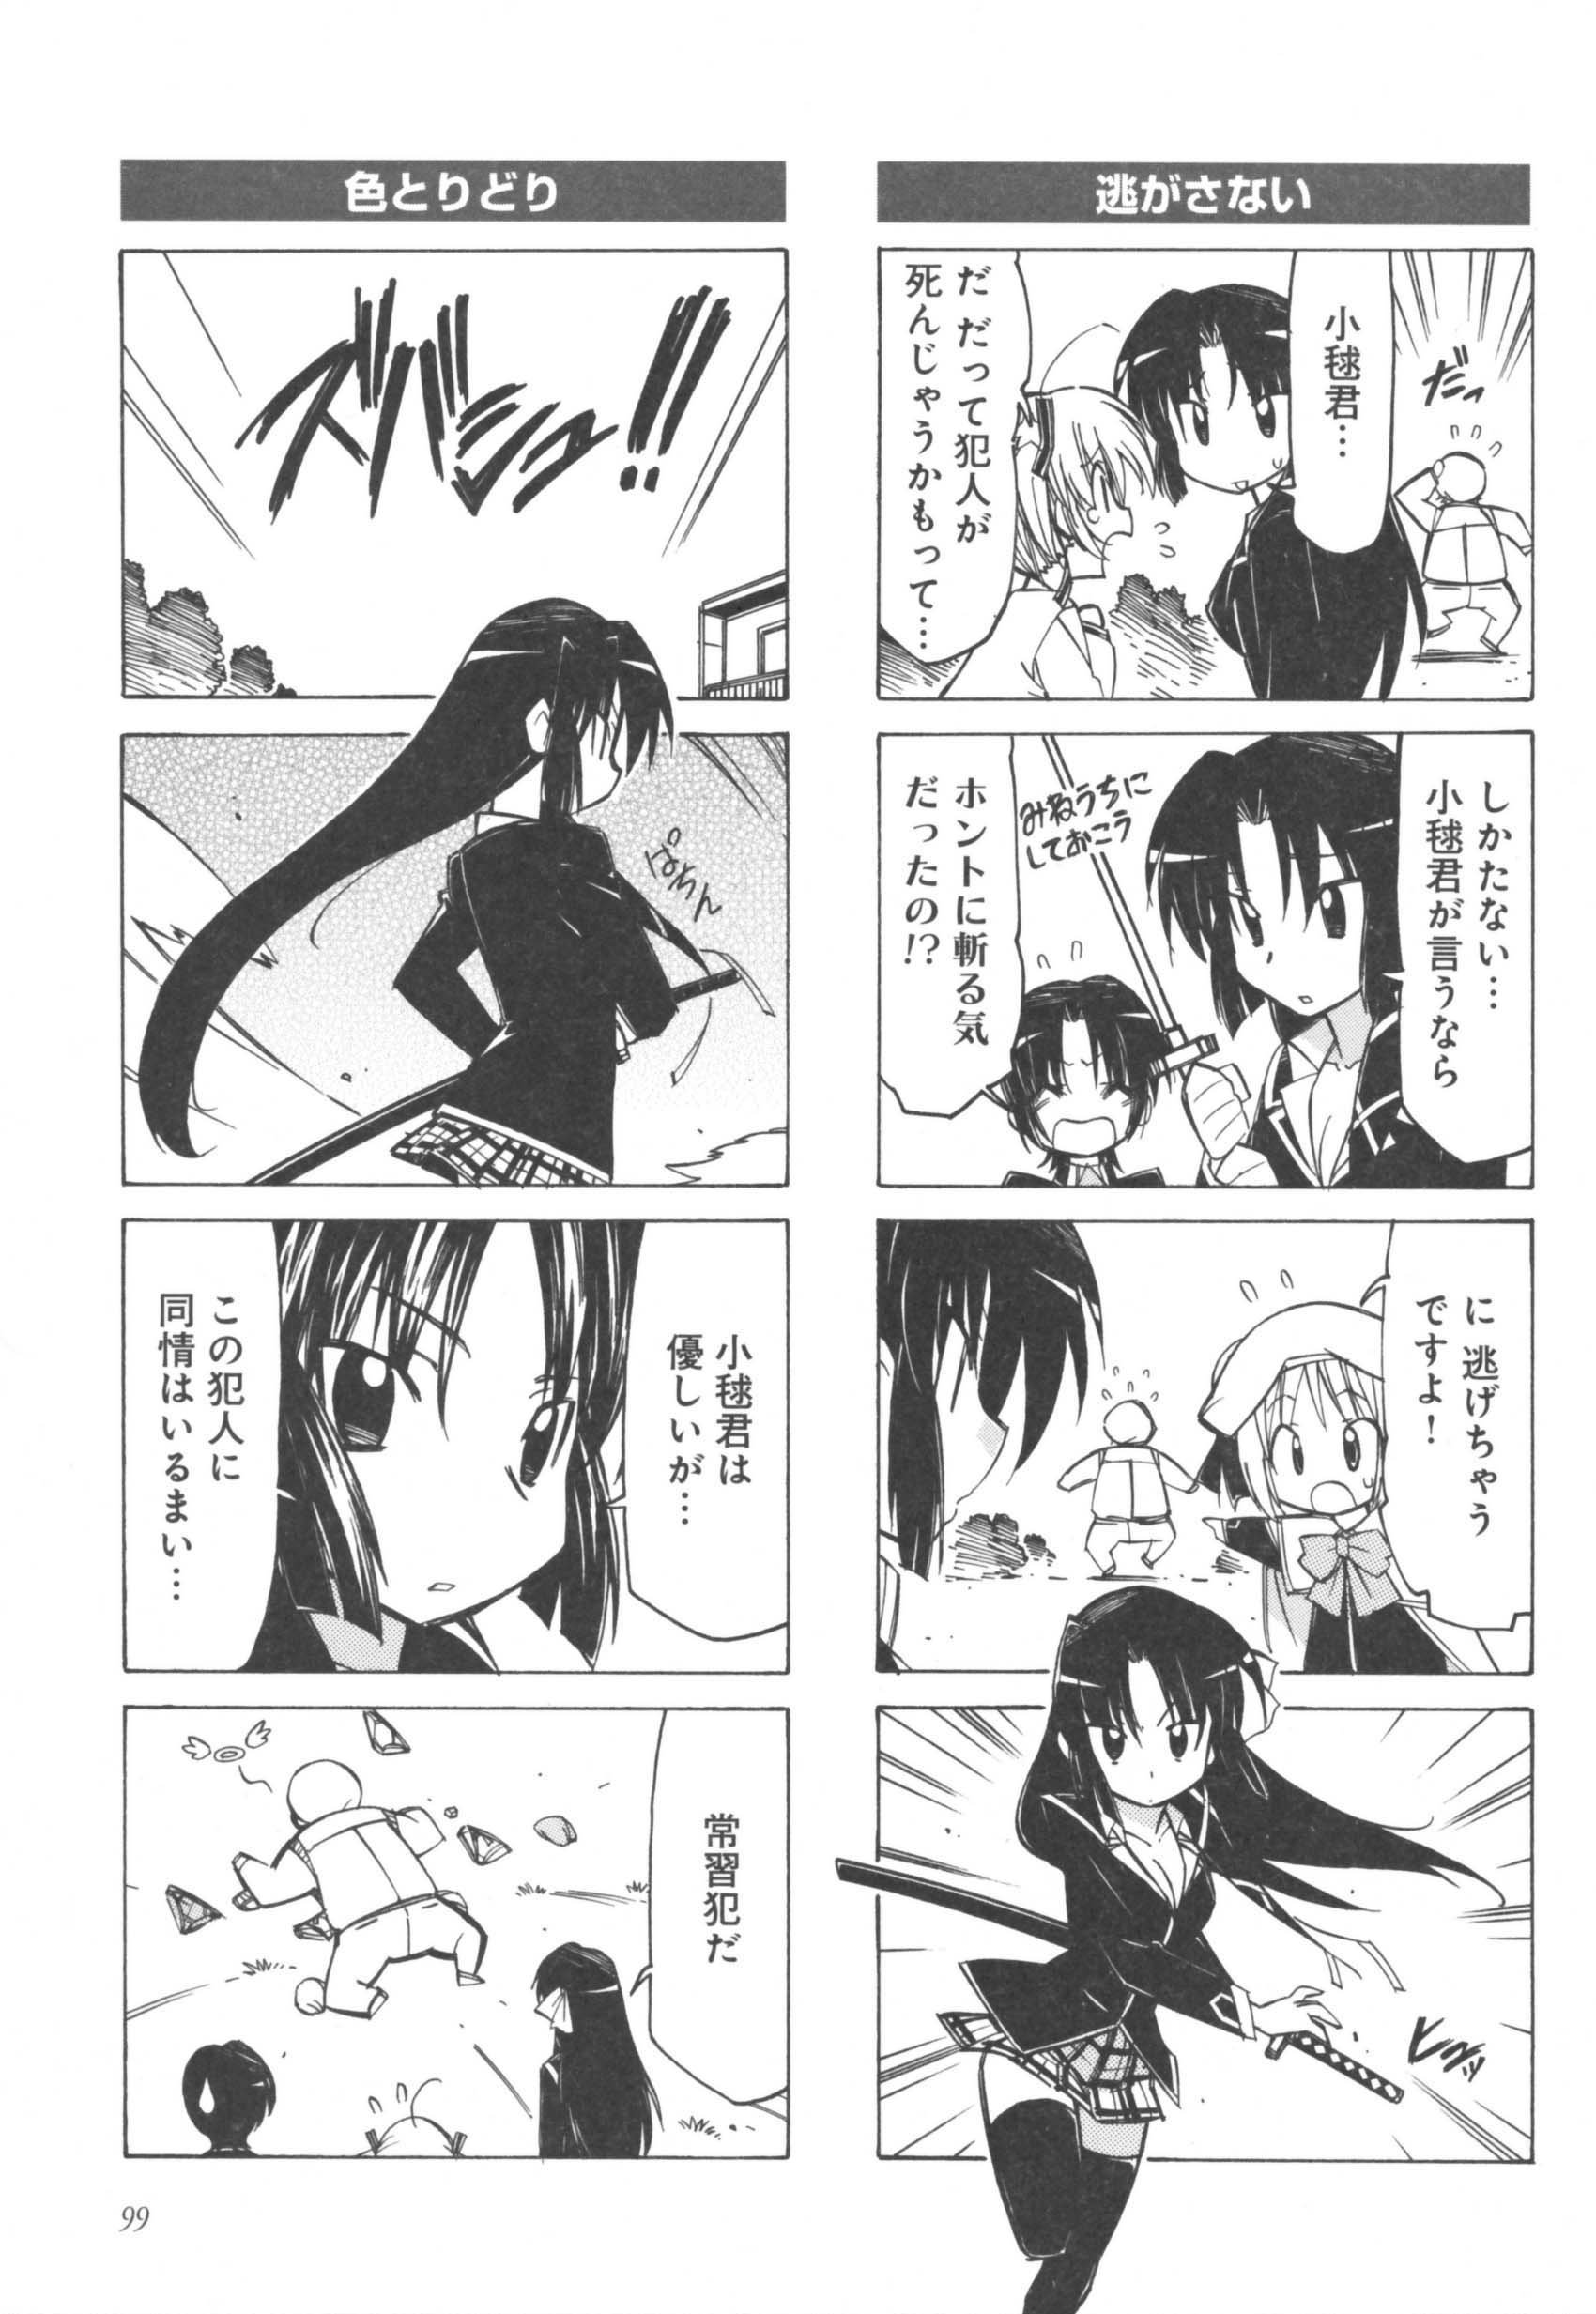 逃がさない
だっ
小毬君…
だ だって犯人が
死んじゃうかもって…
しかたない…
小毬君が言うなら
みねうちに
しておこう
ホントに斬る気
だったの!?
に 逃げちゃう
ですよ！
ヒュッ
色とりどり
ズバシュ!!
ぱちん
小毬君は
優しいが…
この犯人に
同情はいるまい…
常習犯だ
99